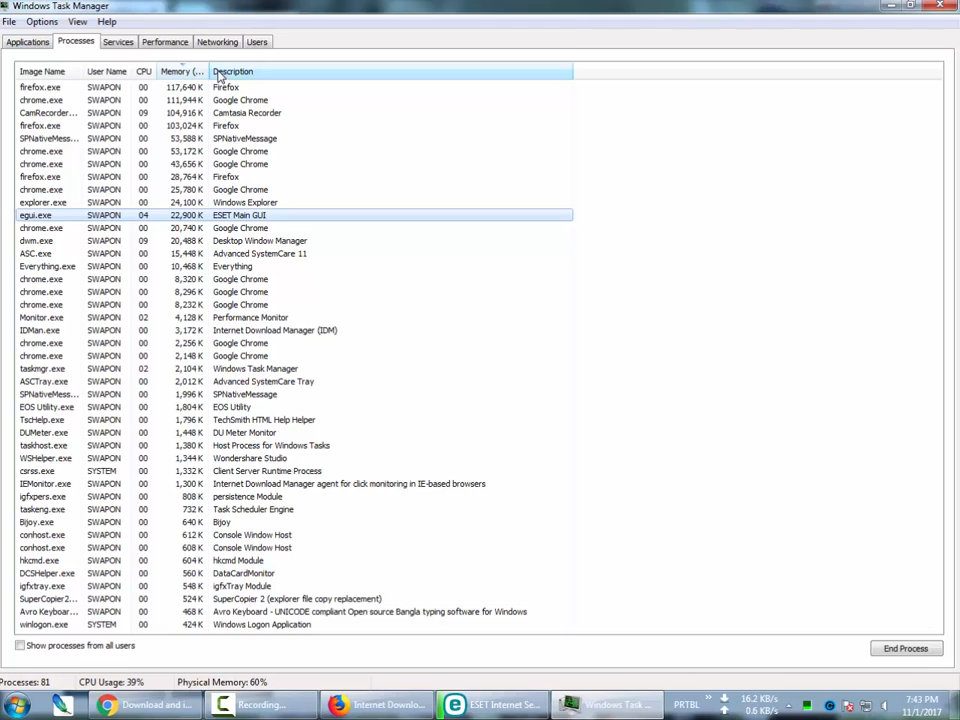 Windows Task Manager
File Options View Help
Applications Processes Services Performance Networking Users
Image Name User Name CPU Memory (... Description
firefox.exe SWAPON 00 117,640 K Firefox
chrome.exe SWAPON 00 111,944 K Google Chrome
CamRecorder... SWAPON 09 104,916 K Camtasia Recorder
firefox.exe SWAPON 00 103,024 K Firefox
SPNativeMess... SWAPON 00 53,588 K SPNativeMessage
chrome.exe SWAPON 00 53,172 K Google Chrome
chrome.exe SWAPON 00 43,656 K Google Chrome
firefox.exe SWAPON 00 28,764 K Firefox
chrome.exe SWAPON 00 25,780 K Google Chrome
explorer.exe SWAPON 00 24,100 K Windows Explorer
egui.exe SWAPON 04 22,900 K ESET Main GUI
chrome.exe SWAPON 00 20,740 K Google Chrome
dwm.exe SWAPON 09 20,488 K Desktop Window Manager
ASC.exe SWAPON 00 15,448 K Advanced SystemCare 11
Everything.exe SWAPON 00 10,468 K Everything
chrome.exe SWAPON 00 8,320 K Google Chrome
chrome.exe SWAPON 00 8,296 K Google Chrome
chrome.exe SWAPON 00 8,232 K Google Chrome
Monitor.exe SWAPON 02 4,128 K Performance Monitor
IDMan.exe SWAPON 00 3,172 K Internet Download Manager (IDM)
chrome.exe SWAPON 00 2,256 K Google Chrome
chrome.exe SWAPON 00 2,148 K Google Chrome
taskmgr.exe SWAPON 02 2,104 K Windows Task Manager
ASCTray.exe SWAPON 00 2,012 K Advanced SystemCare Tray
SPNativeMess... SWAPON 00 1,996 K SPNativeMessage
EOS Utility.exe SWAPON 00 1,804 K EOS Utility
TscHelp.exe SWAPON 00 1,796 K TechSmith HTML Help Helper
DUMeter.exe SWAPON 00 1,448 K DU Meter Monitor
taskhost.exe SWAPON 00 1,380 K Host Process for Windows Tasks
WSHelper.exe SWAPON 00 1,344 K Wondershare Studio
csrss.exe SYSTEM 00 1,332 K Client Server Runtime Process
IEMonitor.exe SWAPON 00 1,300 K Internet Download Manager agent for click monitoring in IE-based browsers
igfxpers.exe SWAPON 00 808 K persistence Module
taskeng.exe SWAPON 00 732 K Task Scheduler Engine
Bijoy.exe SWAPON 00 640 K Bijoy
conhost.exe SWAPON 00 612 K Console Window Host
conhost.exe SWAPON 00 608 K Console Window Host
hkcmd.exe SWAPON 00 604 K hkcmd Module
DCSHelper.exe SWAPON 00 560 K DataCardMonitor
igfxtray.exe SWAPON 00 548 K igfxTray Module
SuperCopier2... SWAPON 00 524 K SuperCopier 2 (explorer file copy replacement)
Avro Keyboar... SWAPON 00 468 K Avro Keyboard - UNICODE compliant Open source Bangla typing software for Windows
winlogon.exe SYSTEM 00 424 K Windows Logon Application
Show processes from all users End Process
Processes: 81 CPU Usage: 39% Physical Memory: 60%
Download and i... Recording... Internet Downlo... ESET Internet Se... Windows Task ... PRTBL » 16.2 KB/s 0.6 KB/s 7:43 PM 11/1/2017